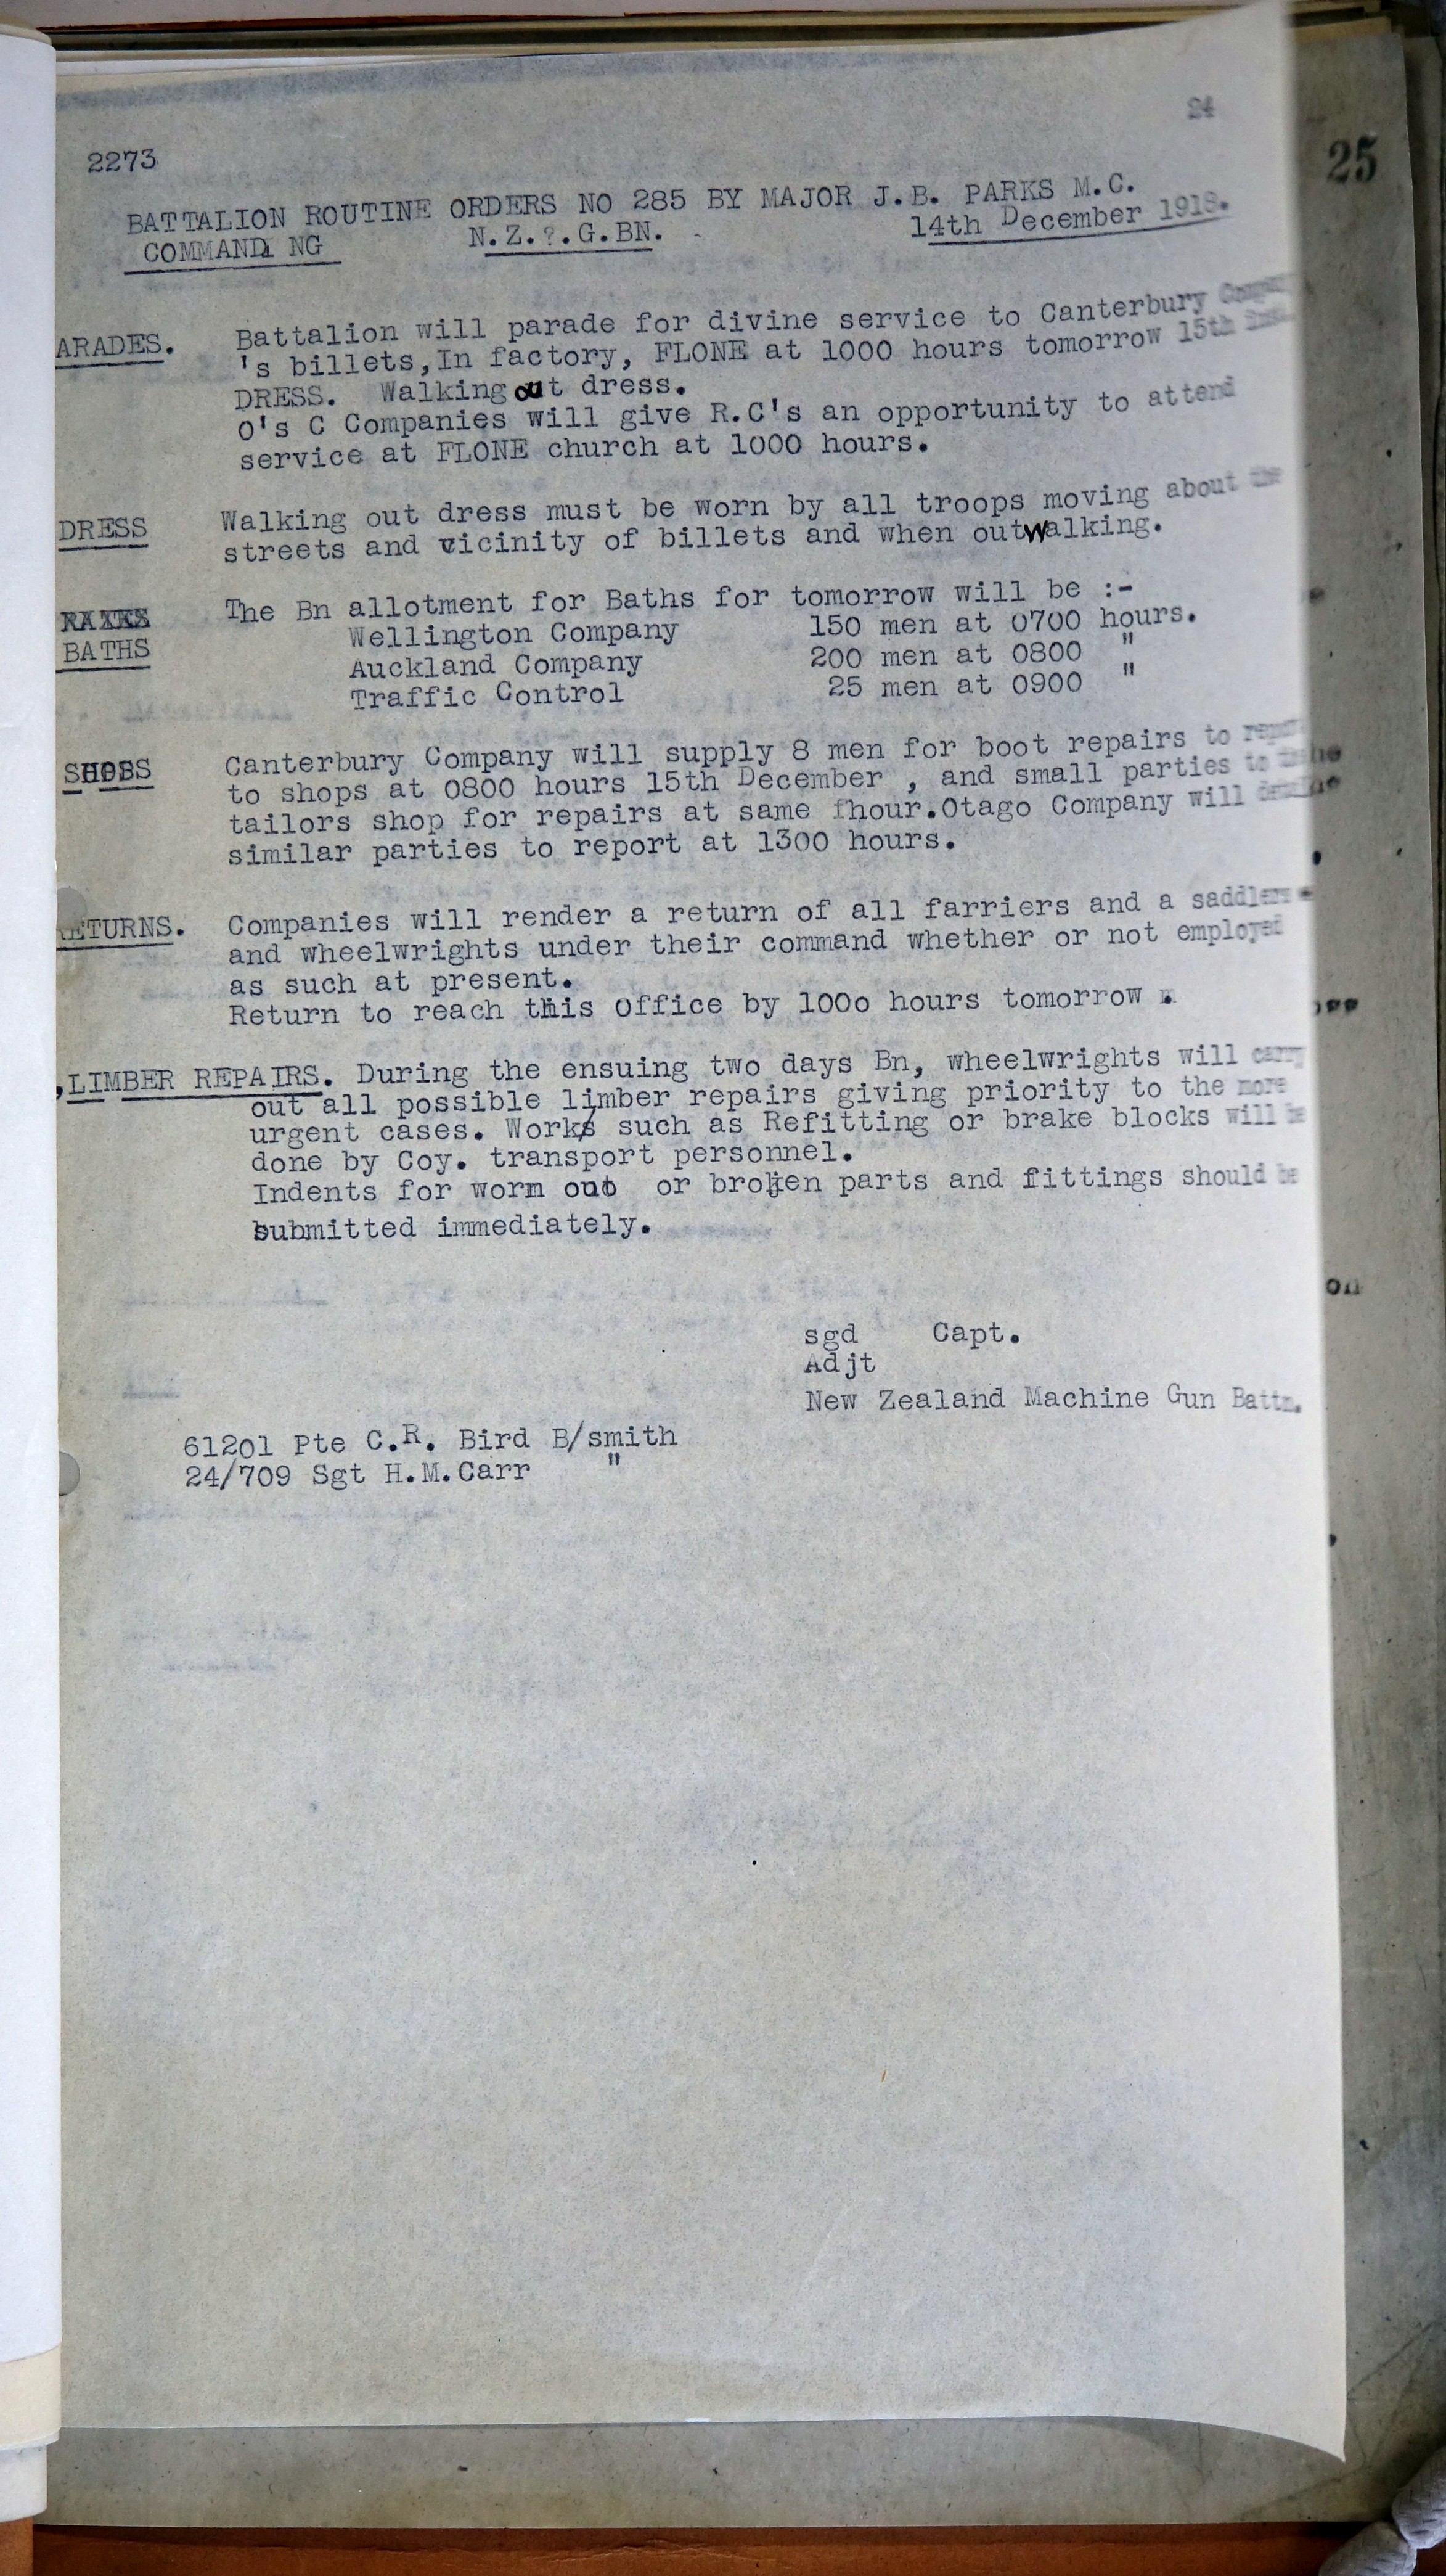 24
25
2273
BATTALION ROUTINE ORDERS NO 285 BY MAJOR J.B. PARKS M.C.
COMMANDING N.Z.?.G.BN. 14th December 1918.
ARADES. Battalion will parade for divine service to Canterbury
's billets,In factory, FLONE at 1000 hours tomorrow 15th
DRESS. Walking out dress.
O's C Companies will give R.C's an opportunity to attend
service at FLONE church at 1000 hours.
DRESS Walking out dress must be worn by all troops moving about the
streets and vicinity of billets and when outwalking.
The Bn allotment for Baths for tomorrow will be :-
BATHS Wellington Company 150 men at 0700 hours.
Auckland Company 200 men at 0800 "
Traffic Control 25 men at 0900 "
SHOPS Canterbury Company will supply 8 men for boot repairs to
to shops at 0800 hours 15th December , and small parties to
tailors shop for repairs at same hour.Otago Company will
similar parties to report at 1300 hours.
ETURNS. Companies will render a return of all farriers and a saddlers
and wheelwrights under their command whether or not employed
as such at present.
Return to reach this Office by 100o hours tomorrow .
,LIMBER REPAIRS. During the ensuing two days Bn, wheelwrights will carry
out all possible limber repairs giving priority to the more
urgent cases. Work such as Refitting or brake blocks will be
done by Coy. transport personnel.
Indents for worm out or broken parts and fittings should be
submitted immediately.
sgd Capt.
Adjt
New Zealand Machine Gun Battn.
61201 Pte C.R. Bird B/smith
24/709 Sgt H.M.Carr "
on